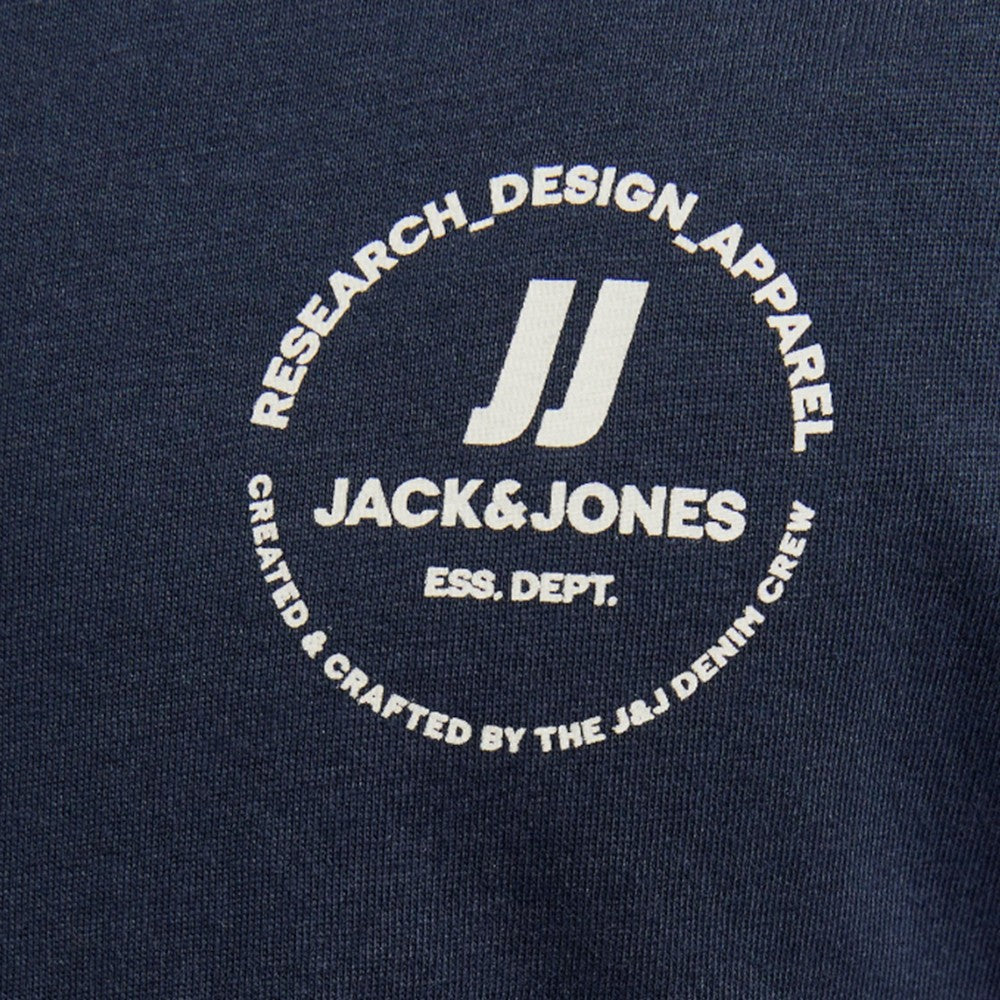 RESEARCH_DESIGN_APPAREL
JJ
JACK&JONES
ESS. DEPT.
CREATED & CRAFTED BY THE J&J DENIM CREW